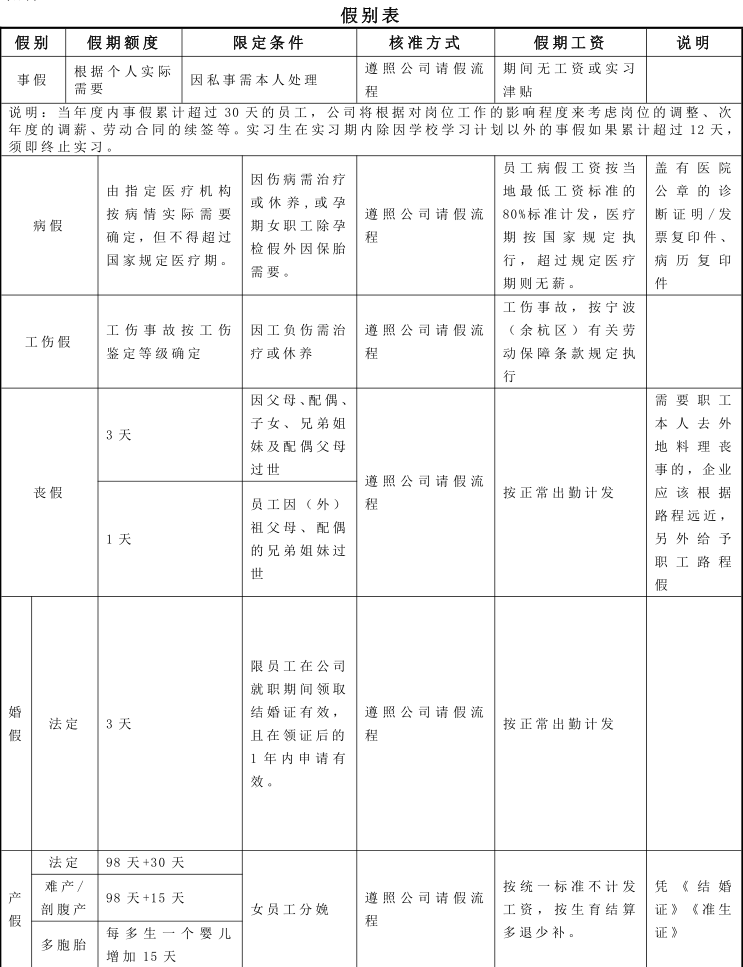 假别表
假别 假期额度 限定条件 核准方式 假期工资 说明
事假
根据个人实际
需要
因私事需本人处理
遵照公司请假流
程
期间无工资或实习
津贴
说明：当年度内事假累计超过 30 天的员工，公司将根据对岗位工作的影响程度来考虑岗位的调整、次
年度的调薪、劳动合同的续签等。实习生在实习期内除因学校学习计划以外的事假如果累计超过 12 天，
须即终止实习。
病假
由指定医疗机构
按病情实际需要
确定，但不得超过
国家规定医疗期。
因伤病需治疗
或休养,或孕
期女职工除孕
检假外因保胎
需要。
遵照公司请假流
程
员工病假工资按当
地最低工资标准的
80%标准计发，医疗
期按国家规定执
行，超过规定医疗
期则无薪。
盖有医院
公章的诊
断证明/发
票复印件、
病历复印
件
工伤假
工伤事故按工伤
鉴定等级确定
因工负伤需治
疗或休养
遵照公司请假流
程
工伤事故，按宁波
（余杭区）有关劳
动保障条款规定执
行
丧假
3 天
因父母、配偶、
子女、兄弟姐
妹及配偶父母
过世
1 天
员工因（外）
祖父母、配偶
的兄弟姐妹过
世
遵照公司请假流
程
按正常出勤计发
需要职工
本人去外
地料理丧
事的，企业
应该根据
路程远近，
另外给予
职工路程
假
婚
假
法定
3 天
限员工在公司
就职期间领取
结婚证有效，
且在领证后的
1 年内申请有
效。
遵照公司请假流
程
按正常出勤计发
产
假
法定
98 天+30 天
难产/
剖腹产
98 天+15 天
多胞胎
每多生一个婴儿
增加 15 天
女员工分娩
遵照公司请假流
程
按统一标准不计发
工资，按生育结算
多退少补。
凭《结婚
证》《准生
证》